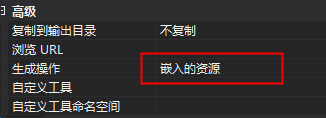 高级
复制到输出目录 不复制
浏览 URL
生成操作 嵌入的资源
自定义工具
自定义工具命名空间